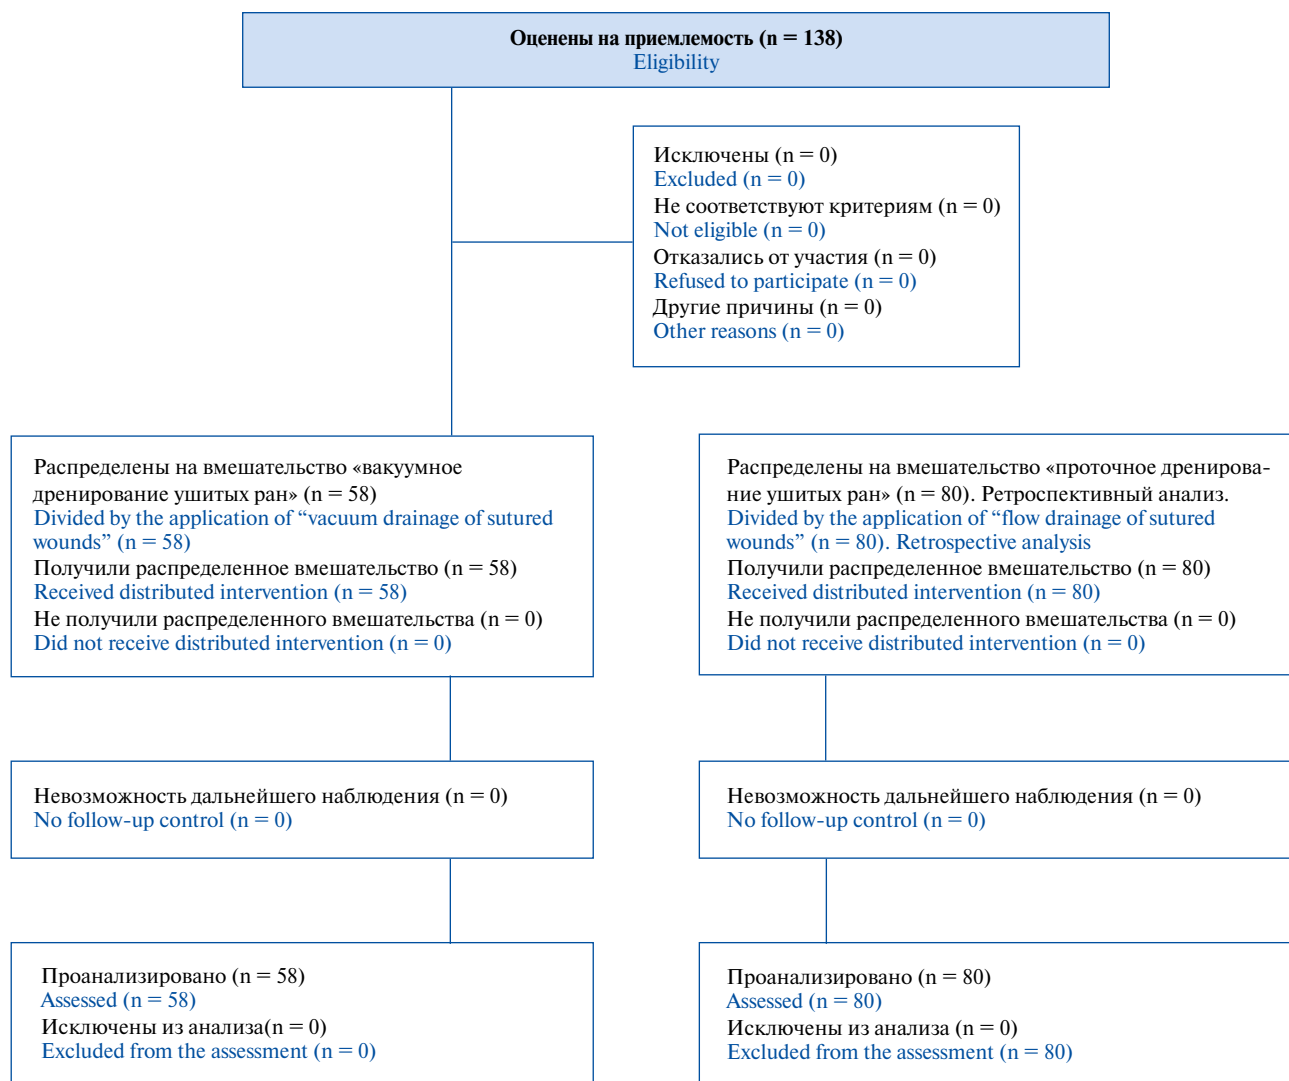 Оценены на приемлемость (n = 138)
Eligibility
Исключены (n = 0)
Excluded (n = 0)
Не соответствуют критериям (n = 0)
Not eligible (n = 0)
Отказались от участия (n = 0)
Refused to participate (n = 0)
Другие причины (n = 0)
Other reasons (n = 0)
Распределены на вмешательство «вакуумное
дренирование ушитых ран» (n = 58)
Divided by the application of “vacuum drainage of sutured
wounds” (n = 58)
Получили распределенное вмешательство (n = 58)
Received distributed intervention (n = 58)
Не получили распределенного вмешательства (n = 0)
Did not receive distributed intervention (n = 0)
Распределены на вмешательство «проточное дренирова-
ние ушитых ран» (n = 80). Ретроспективный анализ.
Divided by the application of “flow drainage of sutured
wounds” (n = 80). Retrospective analysis
Получили распределенное вмешательство (n = 80)
Received distributed intervention (n = 80)
Не получили распределенного вмешательства (n = 0)
Did not receive distributed intervention (n = 0)
Невозможность дальнейшего наблюдения (n = 0)
No follow-up control (n = 0)
Невозможность дальнейшего наблюдения (n = 0)
No follow-up control (n = 0)
Проанализировано (n = 58)
Assessed (n = 58)
Исключены из анализа(n = 0)
Excluded from the assessment (n = 0)
Проанализировано (n = 80)
Assessed (n = 80)
Исключены из анализа (n = 0)
Excluded from the assessment (n = 80)